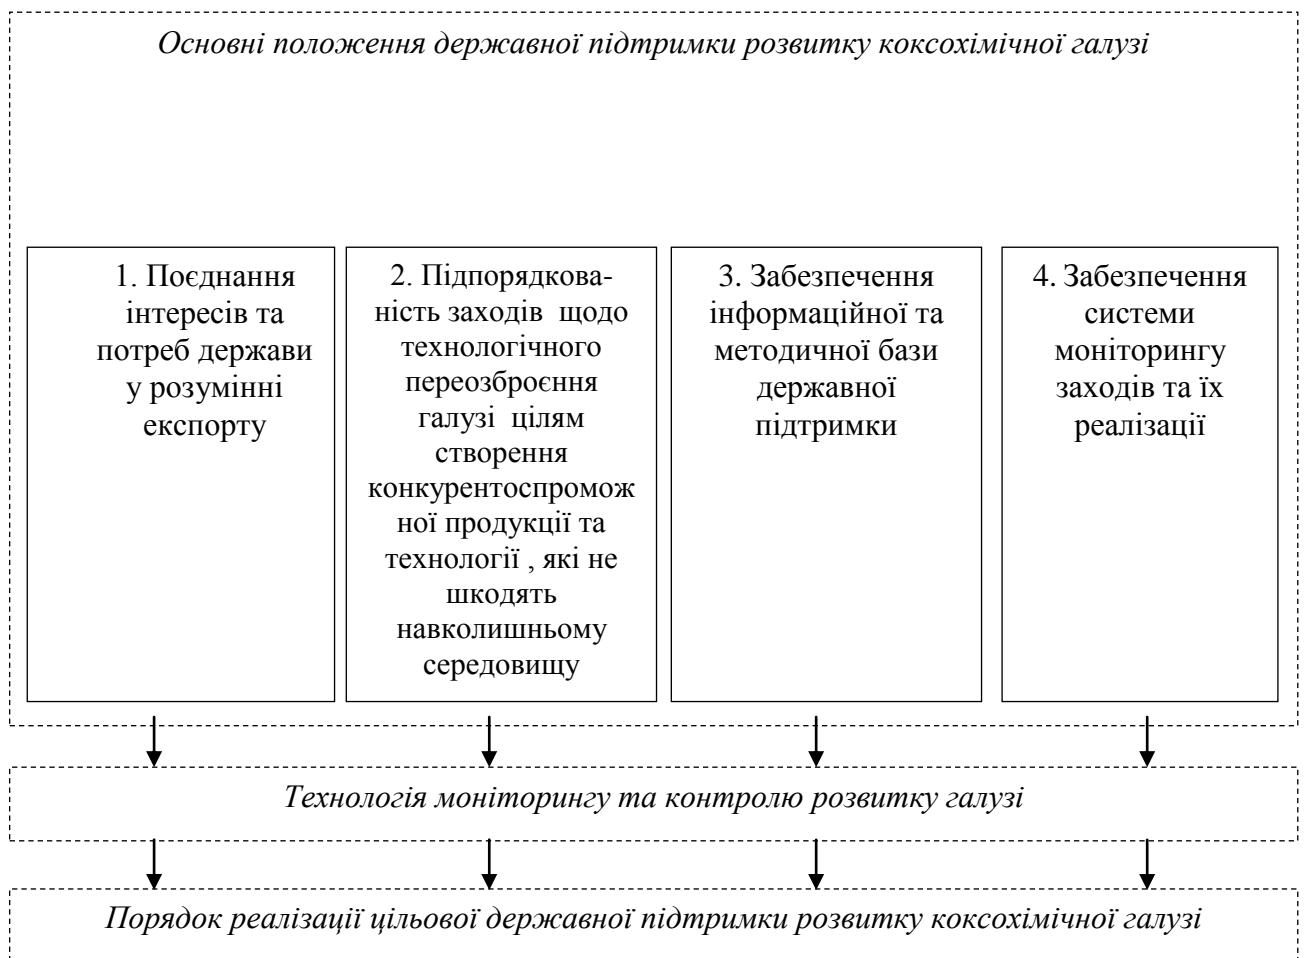 Основні положення державної підтримки розвитку коксохімічної галузі
1. Поєднання
інтересів та
потреб держави
у розумінні
експорту
2. Підпорядкова-
ність заходів щодо
технологічного
переозброєння
галузі цілям
створення
конкурентоспромож
ної продукції та
технології , які не
шкодять
навколишньому
середовищу
3. Забезпечення
інформаційної та
методичної бази
державної
підтримки
4. Забезпечення
системи
моніторингу
заходів та їх
реалізації
Технологія моніторингу та контролю розвитку галузі
Порядок реалізації цільової державної підтримки розвитку коксохімічної галузі